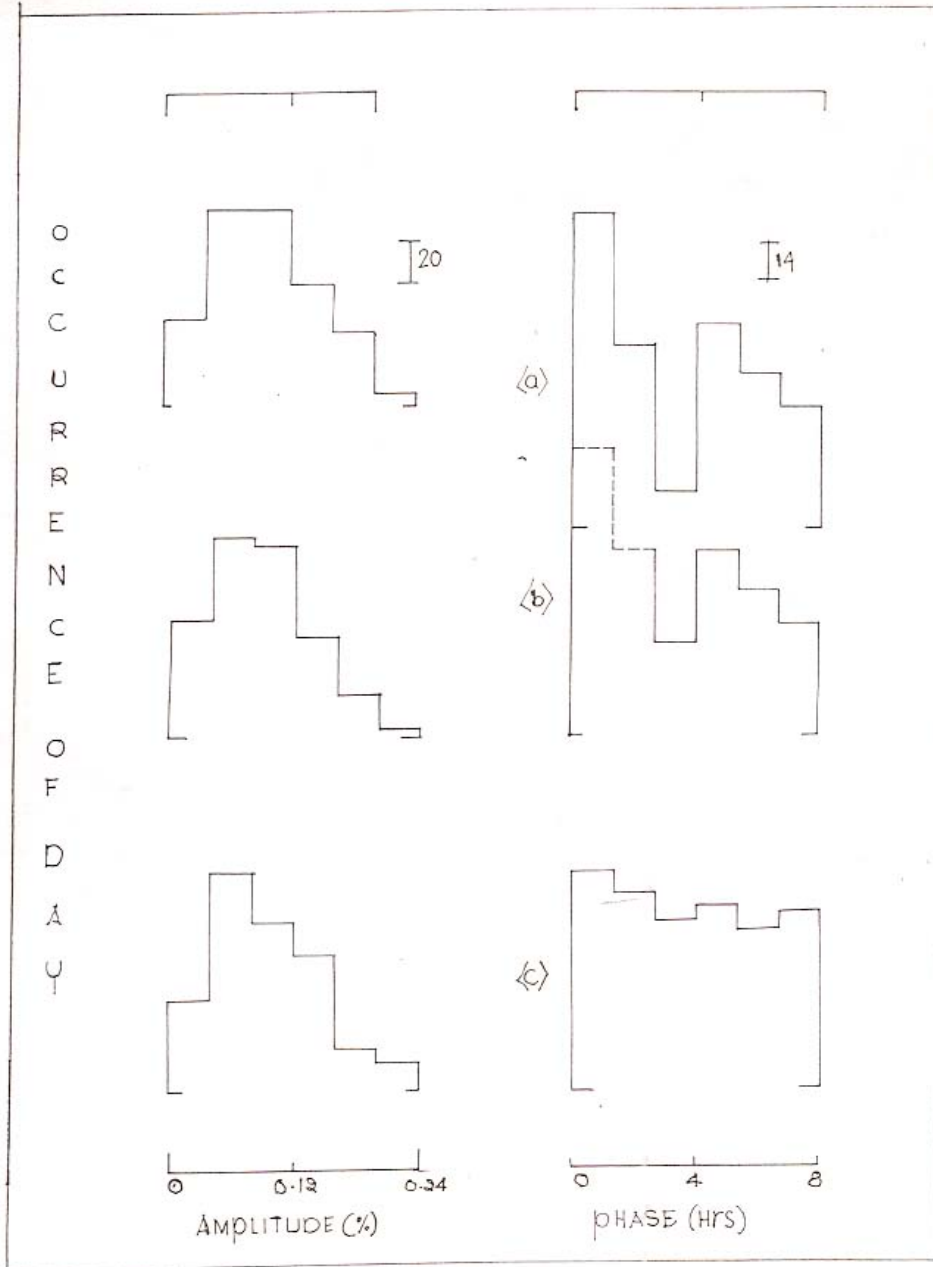 OCCURRENCE OF DAY
20
14
(a)
(b)
(c)
0 0.12 0.24
AMPLITUDE (%)
0 4 8
pHASE (Hrs)